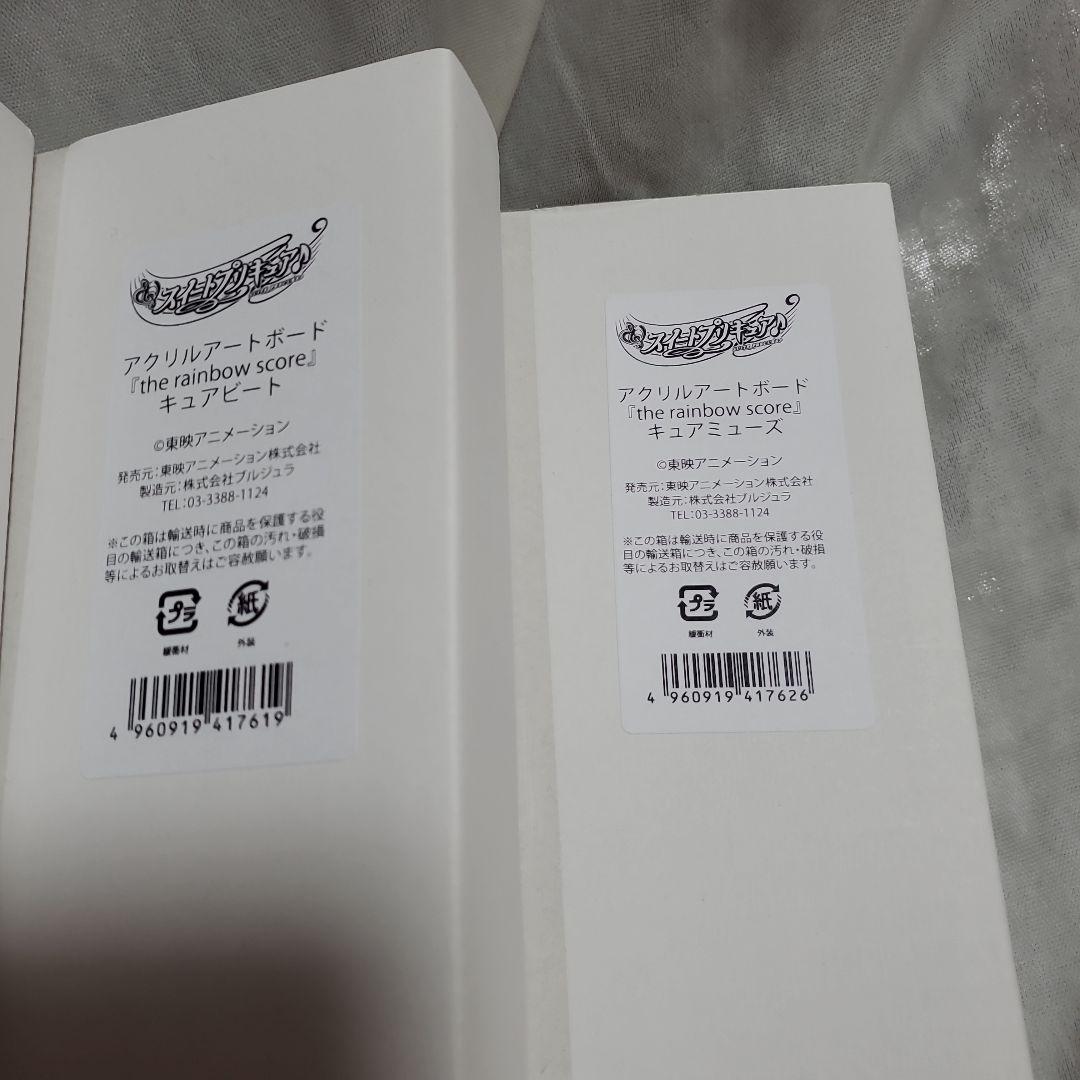 スイートプリキュア♪
アクリルアートボード
『the rainbow score』
キュアビート
©東映アニメーション
発売元：東映アニメーション株式会社
製造元：株式会社ブルジュラ
TEL：03-3388-1124
※この箱は輸送時に商品を保護する役
目の輸送箱につき、この箱の汚れ・破損
等によるお取替えはご容赦願います。
プラ 紙
緩衝材 外装
4 960919 417619
スイートプリキュア♪
アクリルアートボード
『the rainbow score』
キュアミューズ
©東映アニメーション
発売元：東映アニメーション株式会社
製造元：株式会社ブルジュラ
TEL：03-3388-1124
※この箱は輸送時に商品を保護する役
目の輸送箱につき、この箱の汚れ・破損
等によるお取替えはご容赦願います。
プラ 紙
緩衝材 外装
4 960919 417626